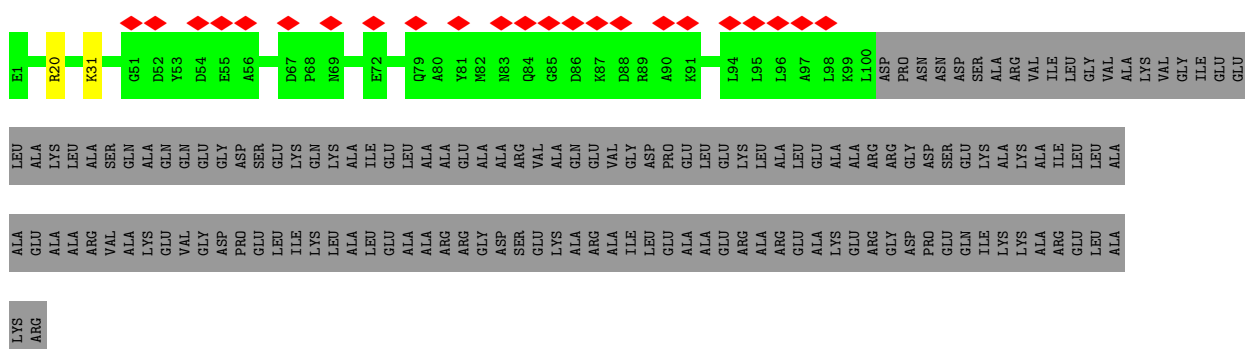 E1 R20 K31 G51 D52 Y53 D54 E55 A56 D67 P68 N69 E72 Q79 A80 Y81 M82 N83 Q84 G85 D86 K87 D88 R89 A90 K91 L94 L95 L96 A97 L98 K99 L100 ASP PRO ASN ASN ASP SER ALA ARG VAL ILE LEU GLY VAL ALA LYS VAL GLY ILE GLU GLU
LEU ALA LYS LEU ALA SER GLN ALA GLN GLN GLU GLY ASP SER GLU LYS GLN LYS ALA ILE GLU LEU ALA ALA GLU ALA ALA ARG VAL ALA GLN GLU VAL GLY ASP PRO GLU LEU GLU LYS LEU ALA LEU GLU ALA ALA ARG ARG GLY ASP SER GLU LYS ALA LYS ALA ILE LEU LEU ALA
ALA GLU ALA ALA ARG VAL ALA LYS GLU VAL GLY ASP PRO GLU LEU ILE LYS LEU ALA LEU GLU ALA ALA ARG ARG GLY ASP SER GLU LYS ALA ARG ALA ILE LEU GLU ALA ALA GLU ARG ALA ARG GLU ALA LYS GLU ARG GLY ASP PRO GLU GLN ILE LYS LYS ALA ARG GLU LEU ALA
LYS ARG